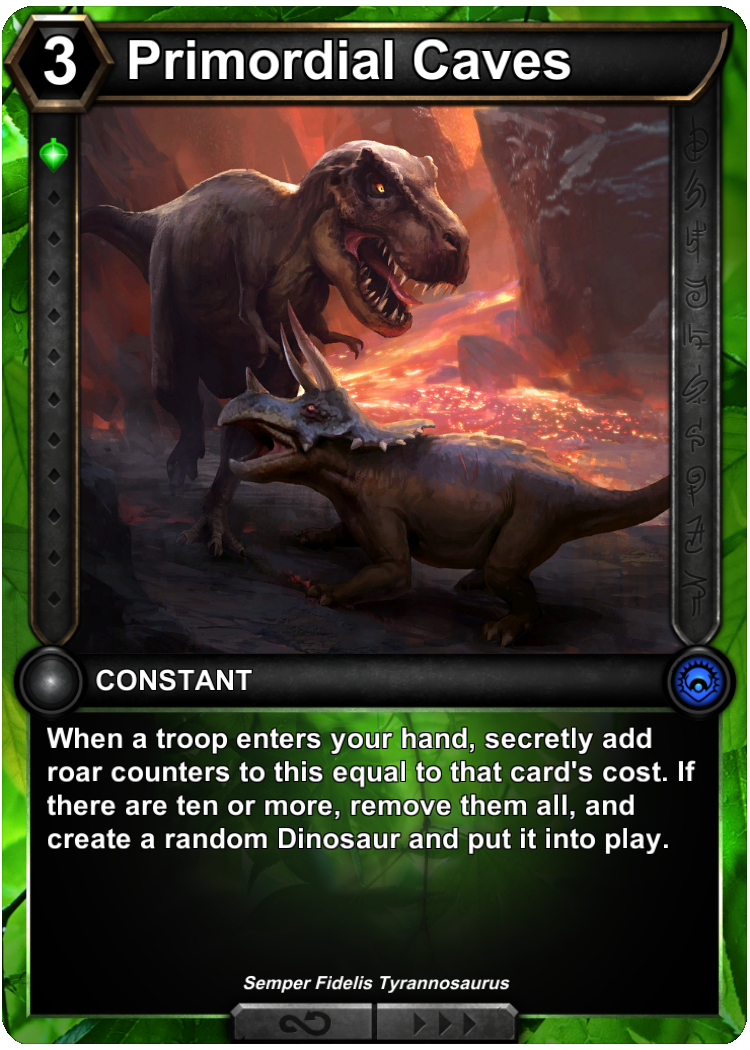 3 Primordial Caves
CONSTANT
When a troop enters your hand, secretly add
roar counters to this equal to that card's cost. If
there are ten or more, remove them all, and
create a random Dinosaur and put it into play.
Semper Fidelis Tyrannosaurus